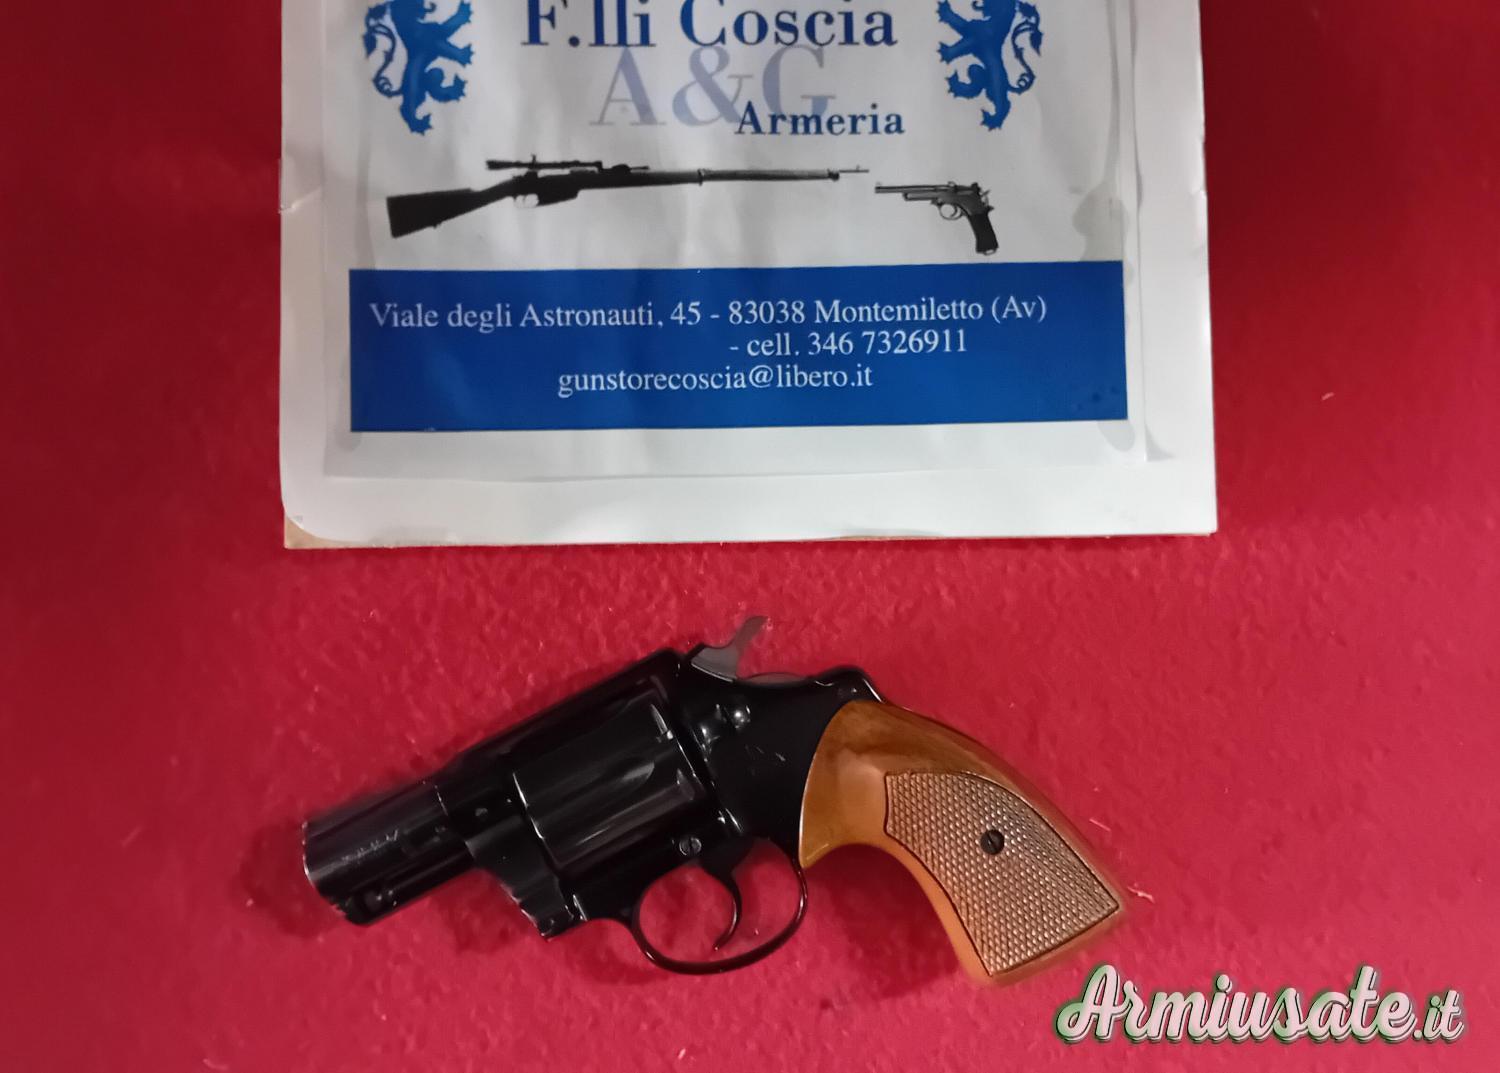 F.lli Coscia
A&G
Armeria
Viale degli Astronauti, 45 - 83038 Montemiletto (Av)
- cell. 346 7326911
gunstorecoscia@libero.it
Armiusate.it